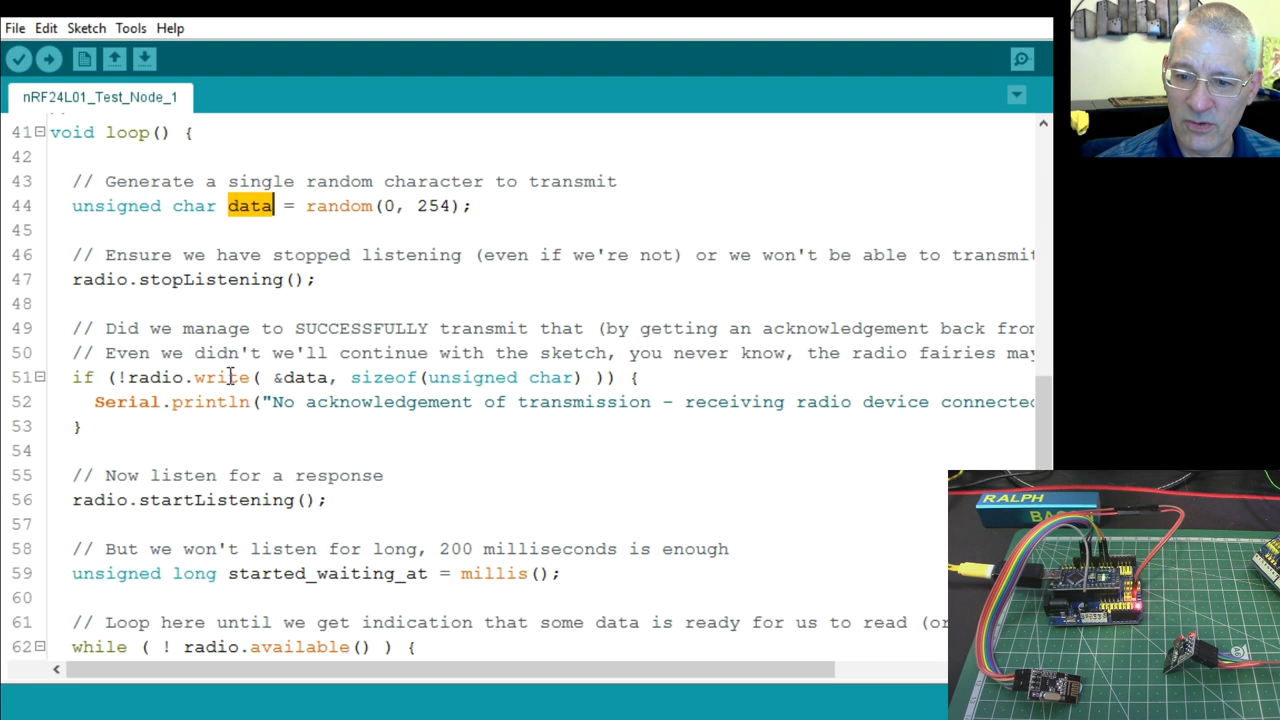 File Edit Sketch Tools Help
nRF24L01_Test_Node_1
41 void loop() {
42
43 // Generate a single random character to transmit
44 unsigned char data = random(0, 254);
45
46 // Ensure we have stopped listening (even if we're not) or we won't be able to transmit
47 radio.stopListening();
48
49 // Did we manage to SUCCESSFULLY transmit that (by getting an acknowledgement back from
50 // Even we didn't we'll continue with the sketch, you never know, the radio fairies may
51 if (!radio.write( &data, sizeof(unsigned char) )) {
52 Serial.println("No acknowledgement of transmission - receiving radio device connected
53 }
54
55 // Now listen for a response
56 radio.startListening();
57
58 // But we won't listen for long, 200 milliseconds is enough
59 unsigned long started_waiting_at = millis();
60
61 // Loop here until we get indication that some data is ready for us to read (or
62 while ( ! radio.available() ) {
RALPH
BACON